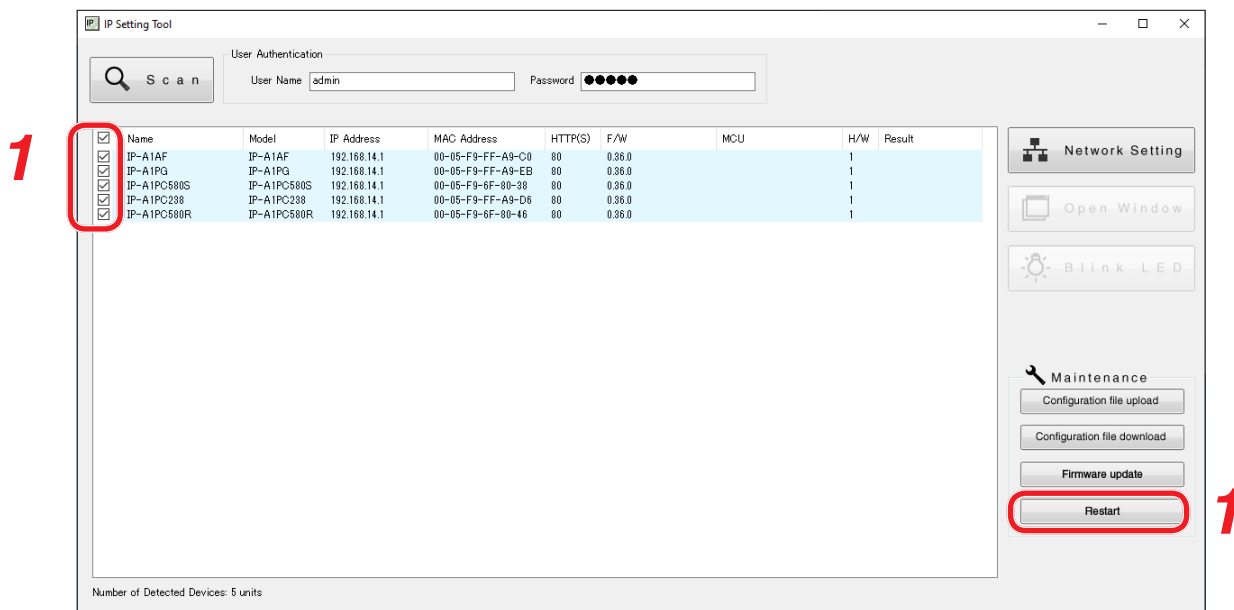 IP IP Setting Tool
User Authentication
Scan
User Name admin
Password ●●●●●
1
Name Model IP Address MAC Address HTTP(S) F/W MCU H/W Result
IP-A1AF IP-A1AF 192.168.14.1 00-05-F9-FF-A9-C0 80 0.36.0 1
IP-A1PG IP-A1PG 192.168.14.1 00-05-F9-FF-A9-EB 80 0.36.0 1
IP-A1PC580S IP-A1PC580S 192.168.14.1 00-05-F9-6F-80-38 80 0.36.0 1
IP-A1PC238 IP-A1PC238 192.168.14.1 00-05-F9-FF-A9-D6 80 0.36.0 1
IP-A1PC580R IP-A1PC580R 192.168.14.1 00-05-F9-6F-80-46 80 0.36.0 1
Network Setting
Open Window
Blink LED
Maintenance
Configuration file upload
Configuration file download
Firmware update
Restart
1
Number of Detected Devices: 5 units